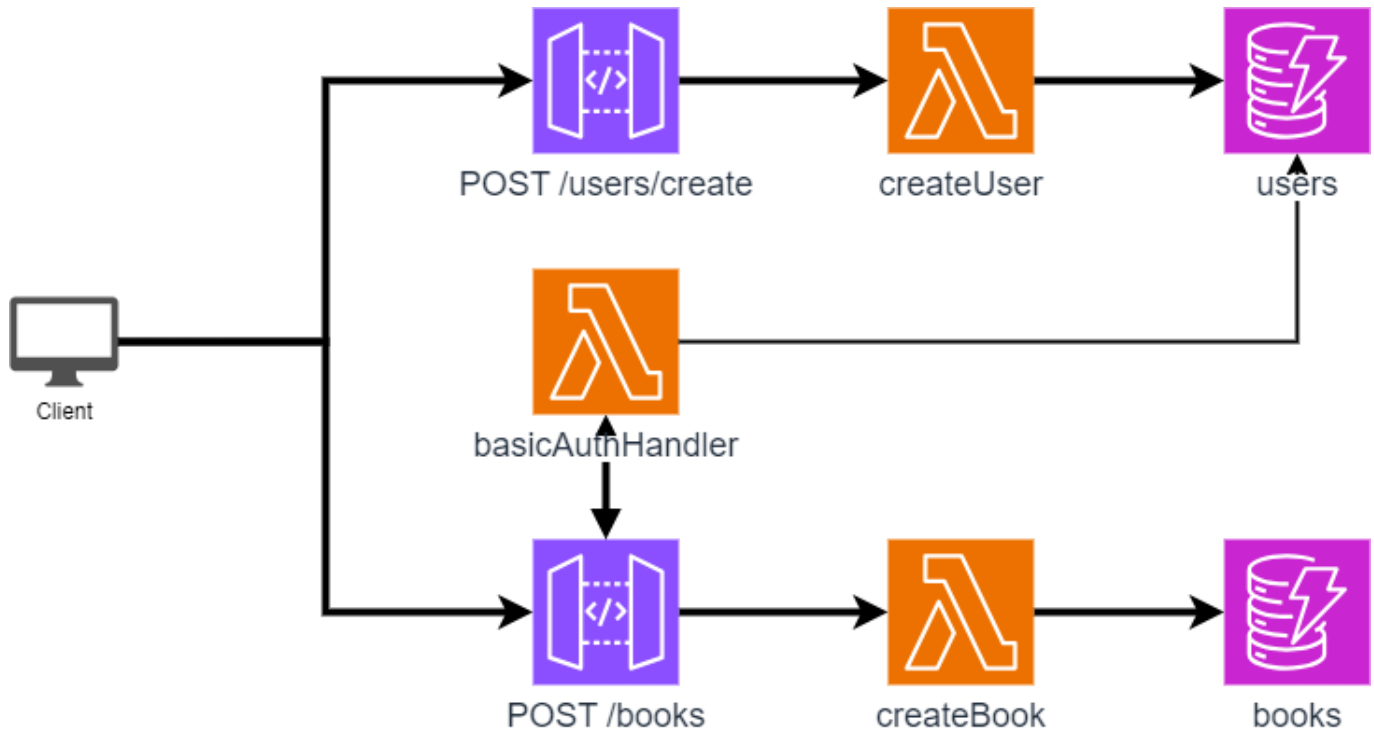 </>
POST /users/create
createUser
users
Client
basicAuthHandler
</>
POST /books
createBook
books